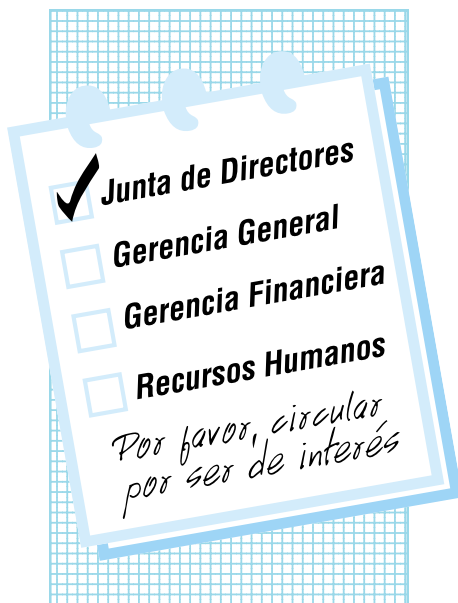 Junta de Directores
Gerencia General
Gerencia Financiera
Recursos Humanos
Por favor, circular
por ser de interés